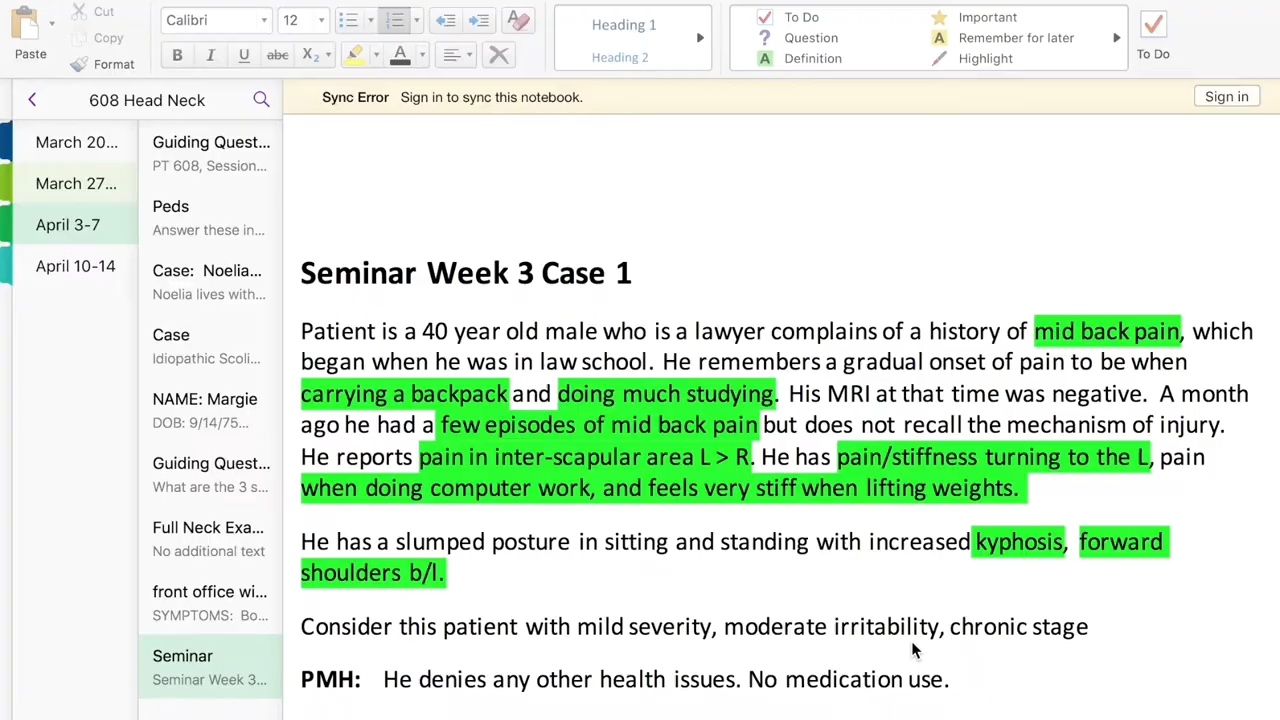 Cut
Copy
Paste
Format
Calibri
12
B I U abc X₂ A
Heading 1
Heading 2
To Do
Question
Definition
Important
Remember for later
Highlight
To Do
608 Head Neck
Sync Error Sign in to sync this notebook.
Sign in
March 20...
March 27...
April 3-7
April 10-14
Guiding Quest...
PT 608, Session...
Peds
Answer these in...
Case: Noelia...
Noelia lives with...
Case
Idiopathic Scoli...
NAME: Margie
DOB: 9/14/75...
Guiding Quest...
What are the 3 s...
Full Neck Exa...
No additional text
front office wi...
SYMPTOMS: Bo...
Seminar
Seminar Week 3...
Seminar Week 3 Case 1
Patient is a 40 year old male who is a lawyer complains of a history of mid back pain, which
began when he was in law school. He remembers a gradual onset of pain to be when
carrying a backpack and doing much studying. His MRI at that time was negative. A month
ago he had a few episodes of mid back pain but does not recall the mechanism of injury.
He reports pain in inter-scapular area L > R. He has pain/stiffness turning to the L, pain
when doing computer work, and feels very stiff when lifting weights.
He has a slumped posture in sitting and standing with increased kyphosis, forward
shoulders b/l.
Consider this patient with mild severity, moderate irritability, chronic stage
PMH: He denies any other health issues. No medication use.